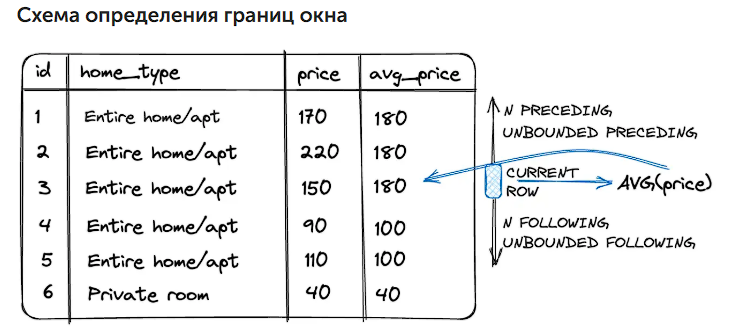 Схема определения границ окна
id home_type price avg_price
1 Entire home/apt 170 180
2 Entire home/apt 220 180
3 Entire home/apt 150 180
4 Entire home/apt 90 100
5 Entire home/apt 110 100
6 Private room 40 40
N PRECEDING
UNBOUNDED PRECEDING
CURRENT
ROW
AVG(price)
N FOLLOWING
UNBOUNDED FOLLOWING